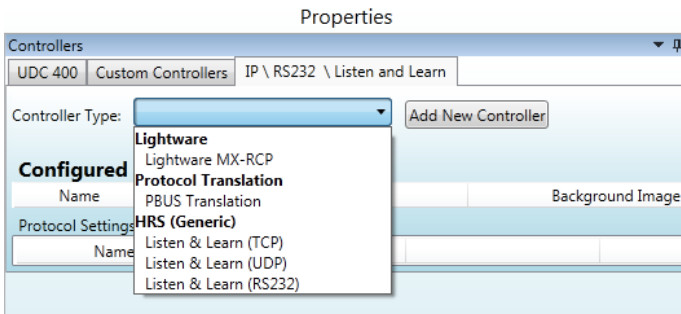 Properties
Controllers
UDC 400 Custom Controllers IP \ RS232 \ Listen and Learn
Controller Type: Add New Controller
Lightware
Lightware MX-RCP
Configured
Protocol Translation
Name PBUS Translation Background Image
Protocol Settings HRS (Generic)
Name Listen & Learn (TCP)
Listen & Learn (UDP)
Listen & Learn (RS232)